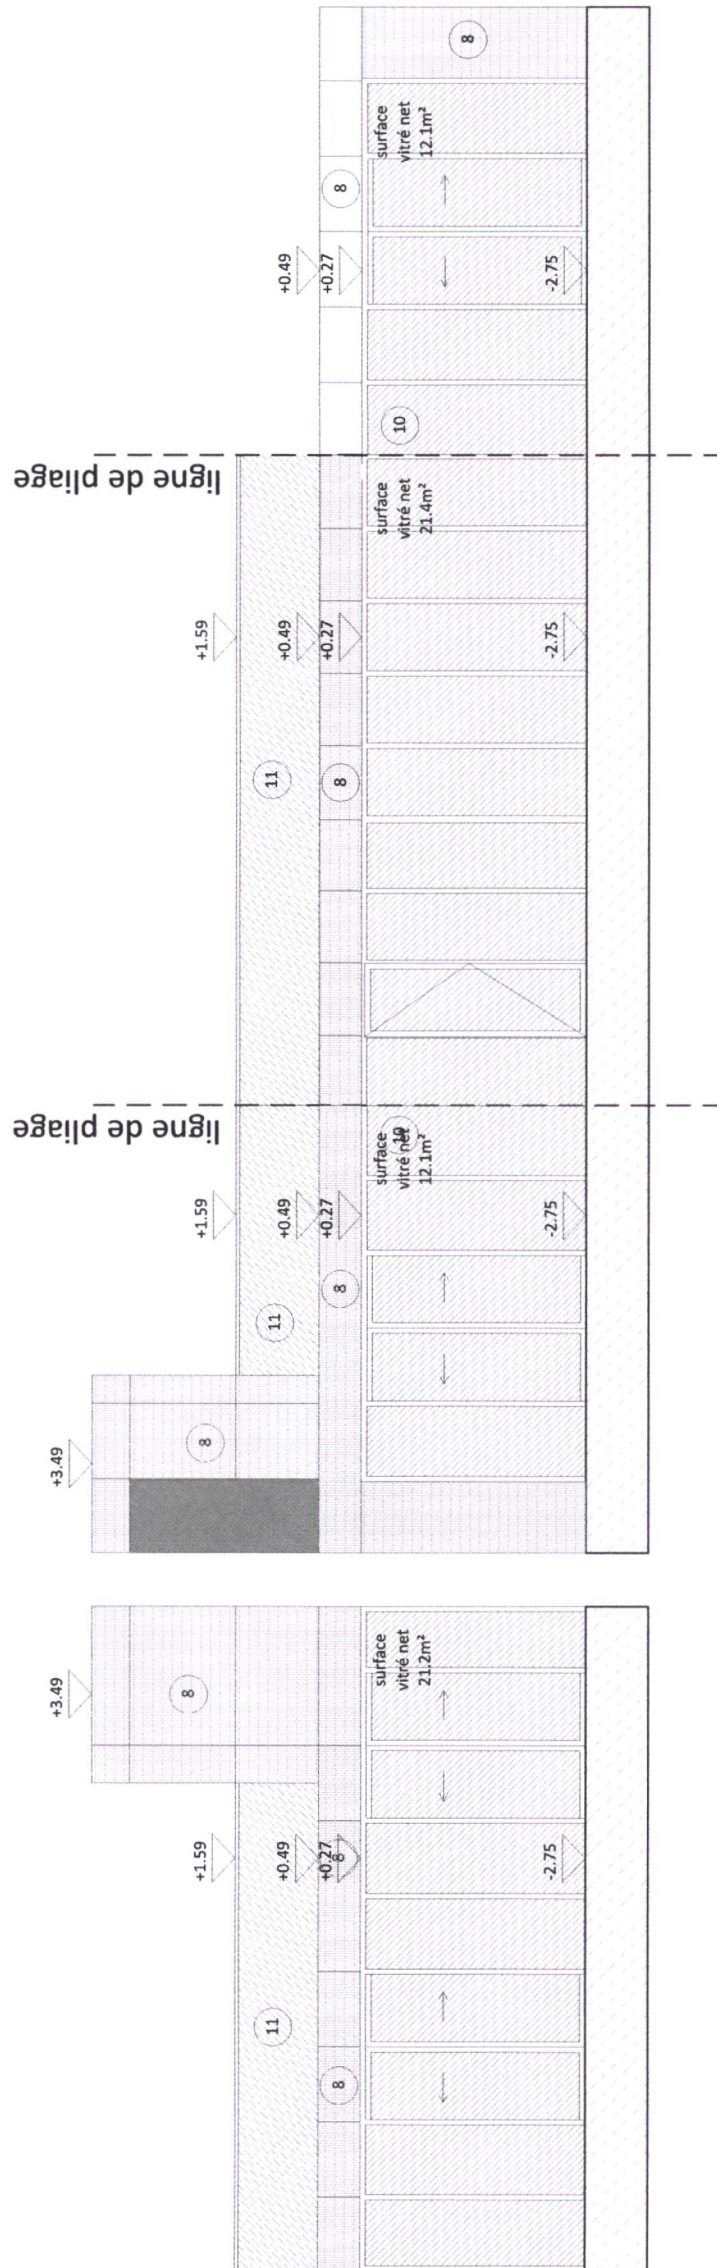 +3.49
8
+1.59
+0.49
+0.27
8
11
8
-2.75
surface
vitré net
21.2m²
+3.49
8
11
+1.59
+0.49
+0.27
8
-2.75
10
surface
vitré net
12.1m²
ligne de pliage
11
+1.59
+0.49
+0.27
8
-2.75
surface
vitré net
21.4m²
ligne de pliage
10
+0.49
+0.27
8
-2.75
surface
vitré net
12.1m²
8